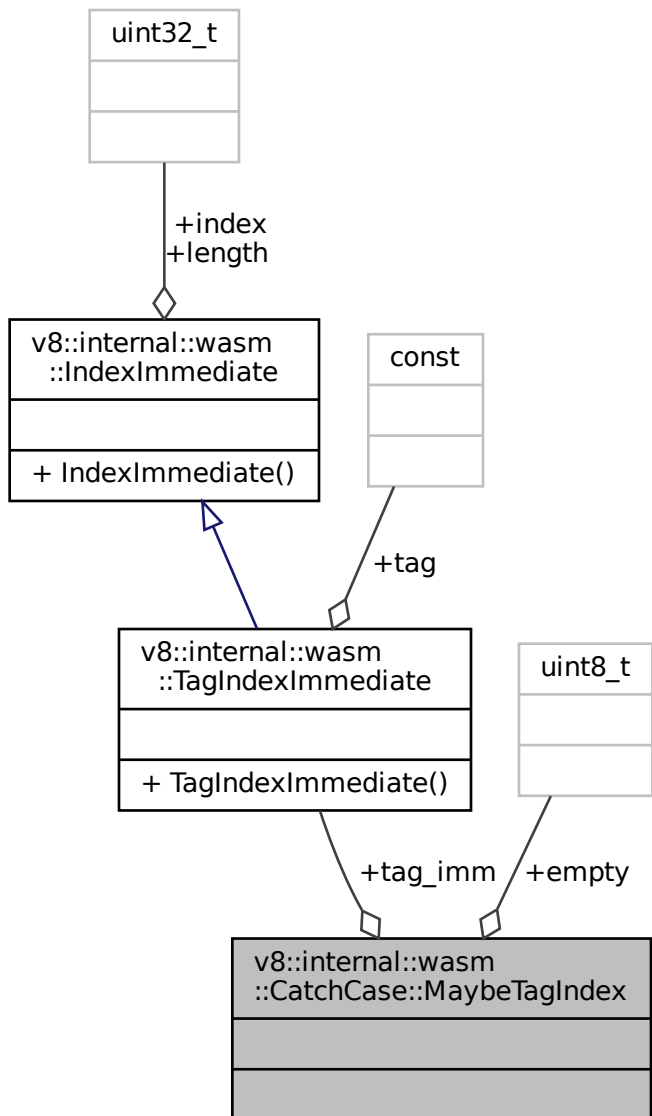 uint32_t
+index
+length
v8::internal::wasm
::IndexImmediate
+ IndexImmediate()
const
+tag
v8::internal::wasm
::TagIndexImmediate
+ TagIndexImmediate()
uint8_t
+tag_imm
+empty
v8::internal::wasm
::CatchCase::MaybeTagIndex